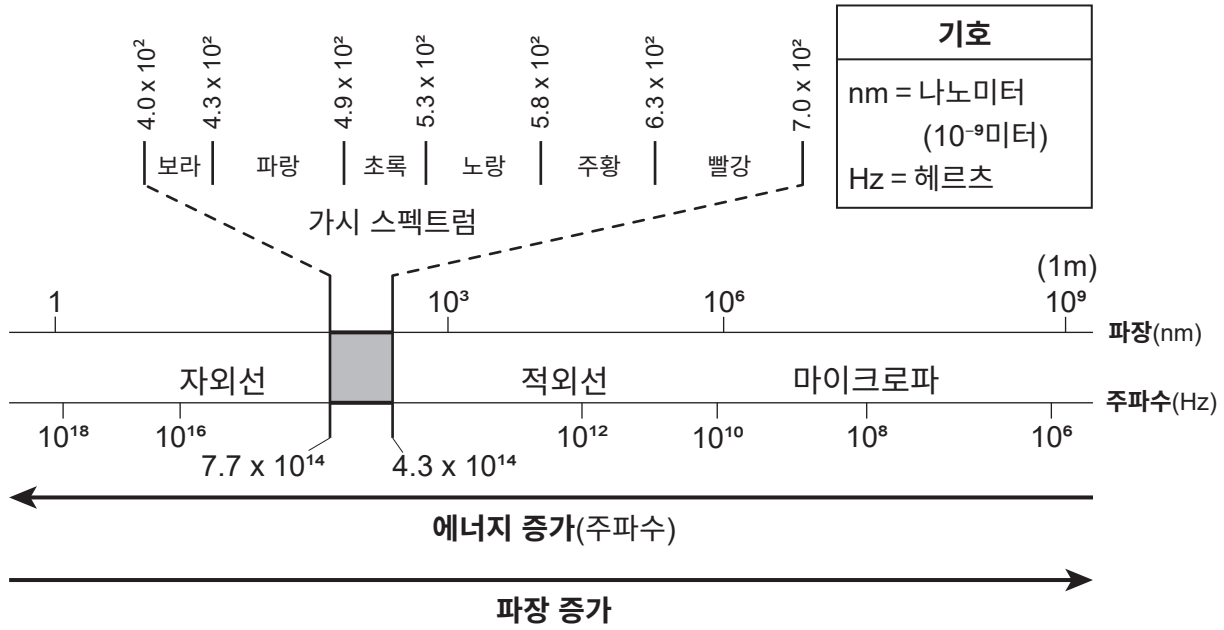 4.0 x 10²
4.3 x 10²
4.9 x 10²
5.3 x 10²
5.8 x 10²
6.3 x 10²
7.0 x 10²
보라
파랑
초록
노랑
주황
빨강
가시 스펙트럼
기호
nm = 나노미터
(10⁻⁹미터)
Hz = 헤르츠
(1m)
1
10³
10⁶
10⁹
파장(nm)
자외선
적외선
마이크로파
주파수(Hz)
10¹⁸
10¹⁶
10¹²
10¹⁰
10⁸
10⁶
7.7 x 10¹⁴
4.3 x 10¹⁴
에너지 증가(주파수)
파장 증가